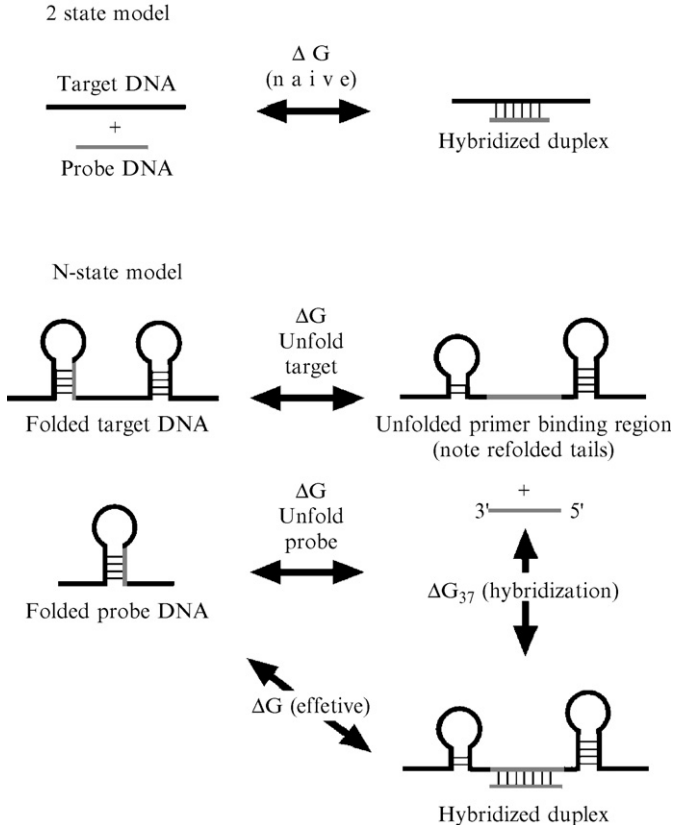 2 state model
Target DNA
+
Probe DNA
Δ G
(n a i v e)
Hybridized duplex
N-state model
Folded target DNA
ΔG
Unfold
target
Unfolded primer binding region
(note refolded tails)
Folded probe DNA
ΔG
Unfold
probe
+
3' 5'
ΔG₃₇ (hybridization)
ΔG (effetive)
Hybridized duplex